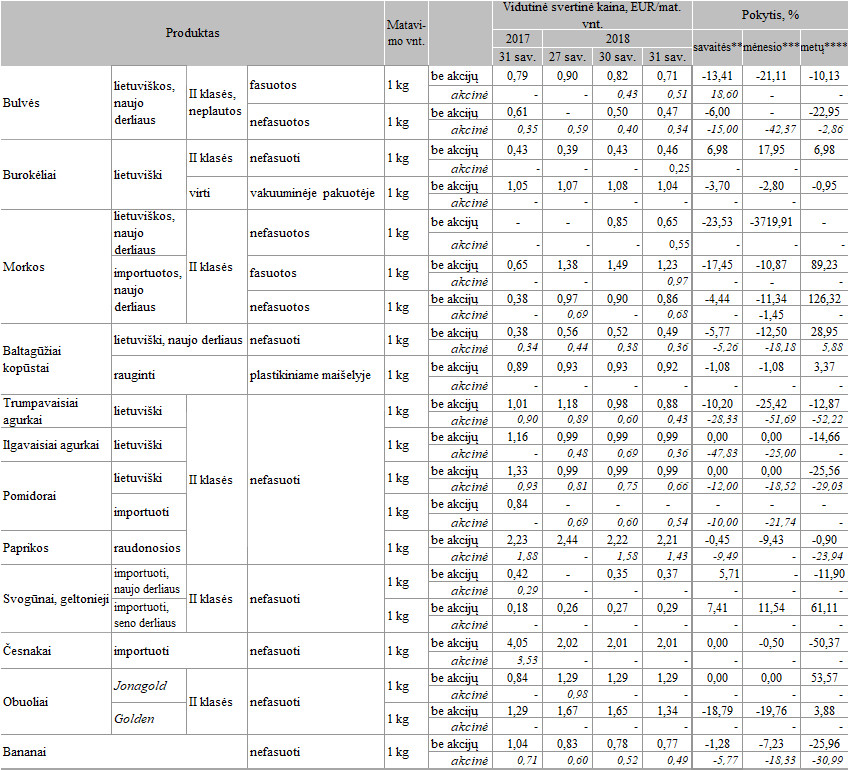 Produktas Matavi- Vidutinė svertinė kaina, EUR/mat. Pokytis, %
mo vnt. vnt.
2017 2018 savaitės** mėnesio*** metų****
31 sav. 27 sav. 30 sav. 31 sav.
Bulvės lietuviškos, naujo derliaus II klasės, neplautos fasuotos 1 kg be akcijų 0,79 0,90 0,82 0,71 -13,41 -21,11 -10,13
akcinė - - 0,43 0,51 18,60 - -
nefasuotos 1 kg be akcijų 0,61 - 0,50 0,47 -6,00 - -22,95
akcinė 0,35 0,59 0,40 0,34 -15,00 -42,37 -2,86
Burokėliai lietuviški II klasės nefasuoti 1 kg be akcijų 0,43 0,39 0,43 0,46 6,98 17,95 6,98
akcinė - - - 0,25 - - -
virti vakuuminėje pakuotėje 1 kg be akcijų 1,05 1,07 1,08 1,04 -3,70 -2,80 -0,95
akcinė - - - - - - -
Morkos lietuviškos, naujo derliaus II klasės nefasuotos 1 kg be akcijų - - 0,85 0,65 -23,53 -3719,91 -
akcinė - - - 0,55 - - -
importuotos, naujo derliaus fasuotos 1 kg be akcijų 0,65 1,38 1,49 1,23 -17,45 -10,87 89,23
akcinė - - - 0,97 - - -
nefasuotos 1 kg be akcijų 0,38 0,97 0,90 0,86 -4,44 -11,34 126,32
akcinė - 0,69 - 0,68 - -1,45 -
Baltagūžiai kopūstai lietuviški, naujo derliaus nefasuoti 1 kg be akcijų 0,38 0,56 0,52 0,49 -5,77 -12,50 28,95
akcinė 0,34 0,44 0,38 0,36 -5,26 -18,18 5,88
rauginti plastikiniame maišelyje 1 kg be akcijų 0,89 0,93 0,93 0,92 -1,08 -1,08 3,37
akcinė - - - - - - -
Trumpavaisiai agurkai lietuviški II klasės nefasuoti 1 kg be akcijų 1,01 1,18 0,98 0,88 -10,20 -25,42 -12,87
akcinė 0,90 0,89 0,60 0,43 -28,33 -51,69 -52,22
Ilgavaisiai agurkai lietuviški 1 kg be akcijų 1,16 0,99 0,99 0,99 0,00 0,00 -14,66
akcinė - 0,48 0,69 0,36 -47,83 -25,00 -
Pomidorai lietuviški 1 kg be akcijų 1,33 0,99 0,99 0,99 0,00 0,00 -25,56
akcinė 0,93 0,81 0,75 0,66 -12,00 -18,52 -29,03
importuoti 1 kg be akcijų 0,84 - - - - - -
akcinė - 0,69 0,60 0,54 -10,00 -21,74 -
Paprikos raudonosios 1 kg be akcijų 2,23 2,44 2,22 2,21 -0,45 -9,43 -0,90
akcinė 1,88 - 1,58 1,43 -9,49 - -23,94
Svogūnai, geltonieji importuoti, naujo derliaus II klasės nefasuoti 1 kg be akcijų 0,42 - 0,35 0,37 5,71 - -11,90
akcinė 0,29 - - - - - -
importuoti, seno derliaus 1 kg be akcijų 0,18 0,26 0,27 0,29 7,41 11,54 61,11
akcinė - - - - - - -
Česnakai importuoti nefasuoti 1 kg be akcijų 4,05 2,02 2,01 2,01 0,00 -0,50 -50,37
akcinė 3,53 - - - - - -
Obuoliai Jonagold II klasės nefasuoti 1 kg be akcijų 0,84 1,29 1,29 1,29 0,00 0,00 53,57
akcinė - 0,98 - - - - -
Golden 1 kg be akcijų 1,29 1,67 1,65 1,34 -18,79 -19,76 3,88
akcinė - - - - - - -
Bananai nefasuoti 1 kg be akcijų 1,04 0,83 0,78 0,77 -1,28 -7,23 -25,96
akcinė 0,71 0,60 0,52 0,49 -5,77 -18,33 -30,99